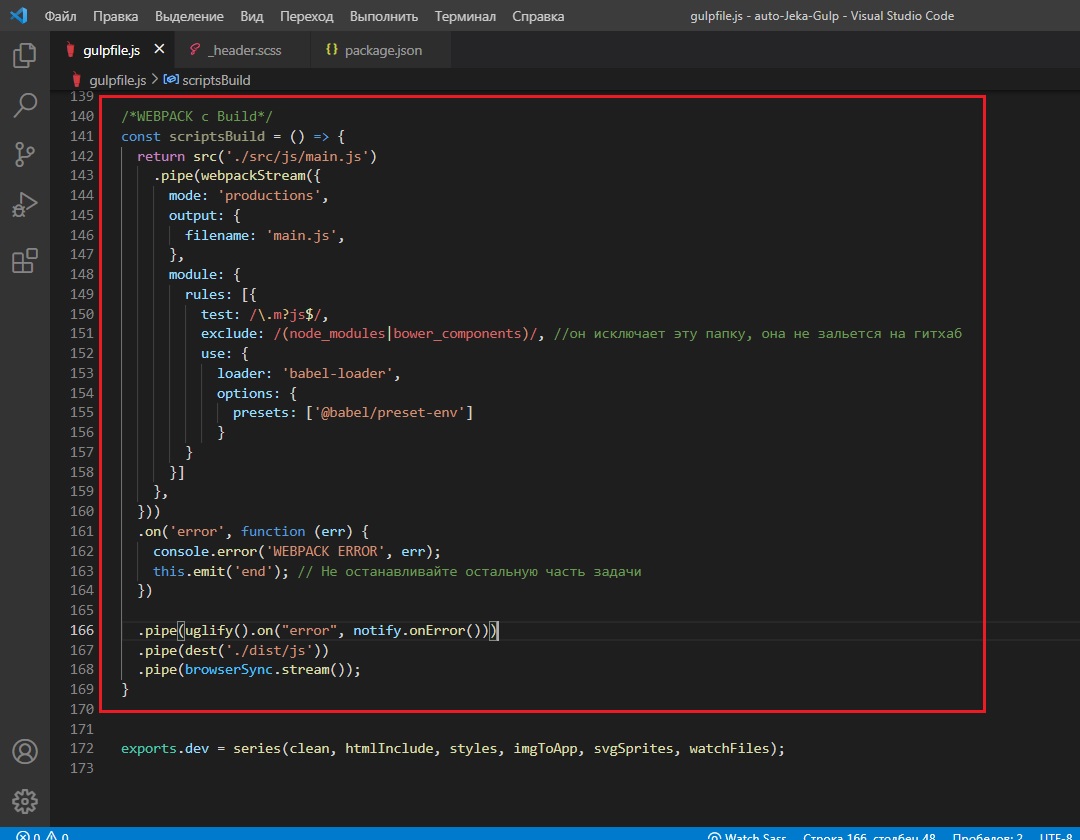 Файл Правка Выделение Вид Переход Выполнить Терминал Справка gulpfile.js - auto-Jeka-Gulp - Visual Studio Code
gulpfile.js _header.scss {} package.json
gulpfile.js > scriptsBuild
139
140 /*WEBPACK с Build*/
141 const scriptsBuild = () => {
142 return src('./src/js/main.js')
143 .pipe(webpackStream({
144 mode: 'productions',
145 output: {
146 filename: 'main.js',
147 },
148 module: {
149 rules: [{
150 test: /\.m?js$/,
151 exclude: /(node_modules|bower_components)/, //он исключает эту папку, она не зальется на гитхаб
152 use: {
153 loader: 'babel-loader',
154 options: {
155 presets: ['@babel/preset-env']
156 }
157 }
158 }]
159 },
160 }))
161 .on('error', function (err) {
162 console.error('WEBPACK ERROR', err);
163 this.emit('end'); // Не останавливайте остальную часть задачи
164 })
165
166 .pipe(uglify().on("error", notify.onError()))
167 .pipe(dest('./dist/js'))
168 .pipe(browserSync.stream());
169 }
170
171
172 exports.dev = series(clean, htmlInclude, styles, imgToApp, svgSprites, watchFiles);
173
0 0 Watch Sass Строка 166, столбец 48 Пробелов: 2 UTF-8